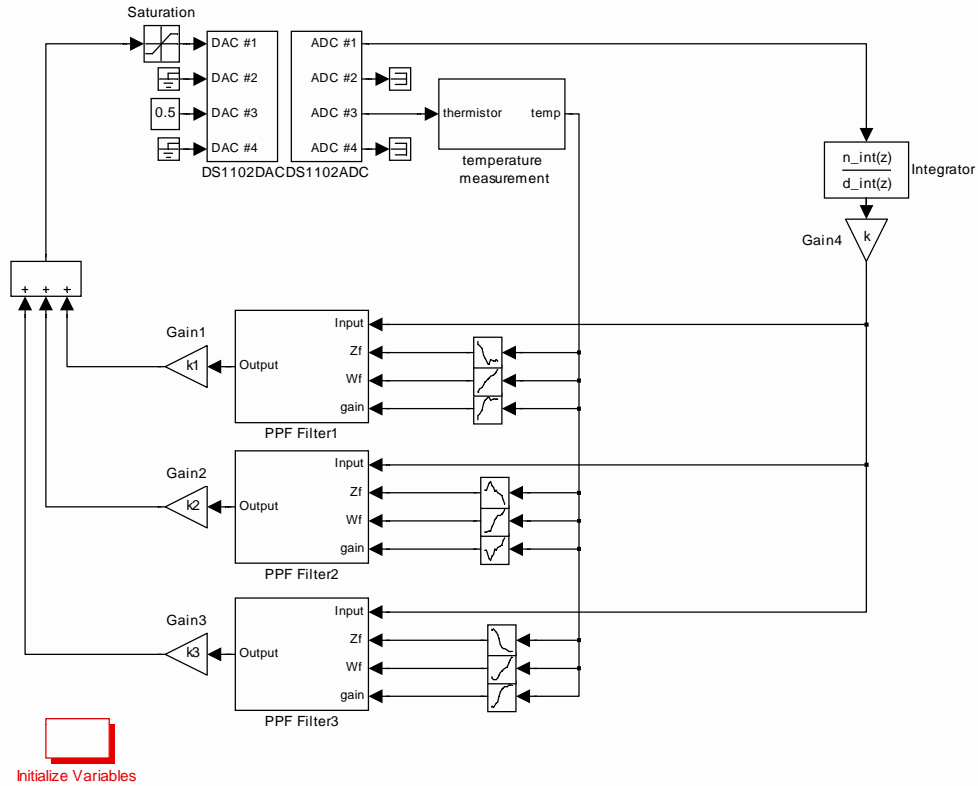 Saturation
DAC #1
DAC #2
0.5
DAC #3
DAC #4
DS1102DAC
ADC #1
ADC #2
ADC #3
ADC #4
DS1102ADC
thermistor
temp
temperature
measurement
n_int(z)
d_int(z)
Integrator
Gain4
k
+ + +
Gain1
k1
Input
Zf
Wf
gain
Output
PPF Filter1
Gain2
k2
Input
Zf
Wf
gain
Output
PPF Filter2
Gain3
k3
Input
Zf
Wf
gain
Output
PPF Filter3
Initialize Variables